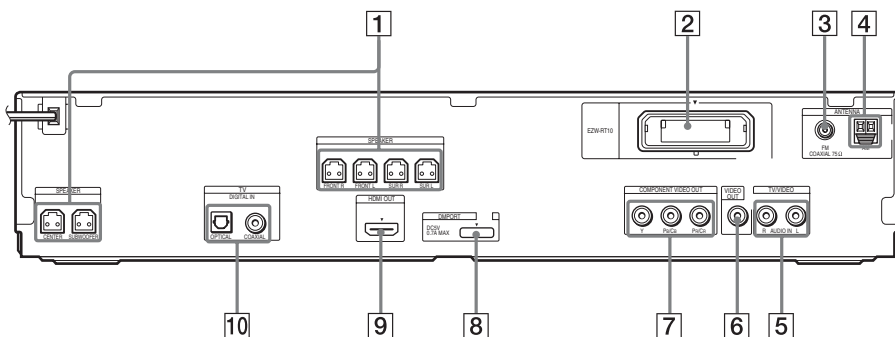 1
2
3
4
EZW-RT10
ANTENNA
FM
COAXIAL 75Ω
AM
SPEAKER
FRONT R FRONT L SUR R SUR L
SPEAKER
CENTER SUBWOOFER
TV
DIGITAL IN
OPTICAL COAXIAL
HDMI OUT
DMPORT
DC5V
0.7A MAX
COMPONENT VIDEO OUT
Y PB/CB PR/CR
VIDEO
OUT
TV/VIDEO
R AUDIO IN L
10
9
8
7
6
5